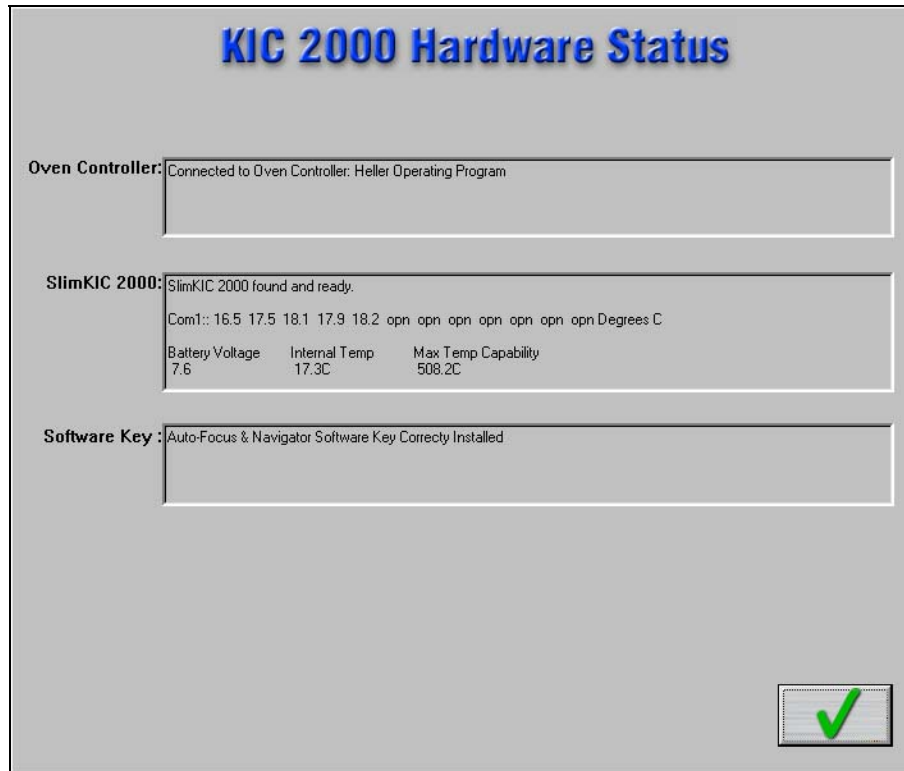 KIC 2000 Hardware Status
Oven Controller:
Connected to Oven Controller: Heller Operating Program
SlimKIC 2000:
SlimKIC 2000 found and ready.
Com1:: 16.5 17.5 18.1 17.9 18.2 opn opn opn opn opn opn opn Degrees C
Battery Voltage Internal Temp Max Temp Capability
7.6 17.3C 508.2C
Software Key :
Auto-Focus & Navigator Software Key Correcty Installed